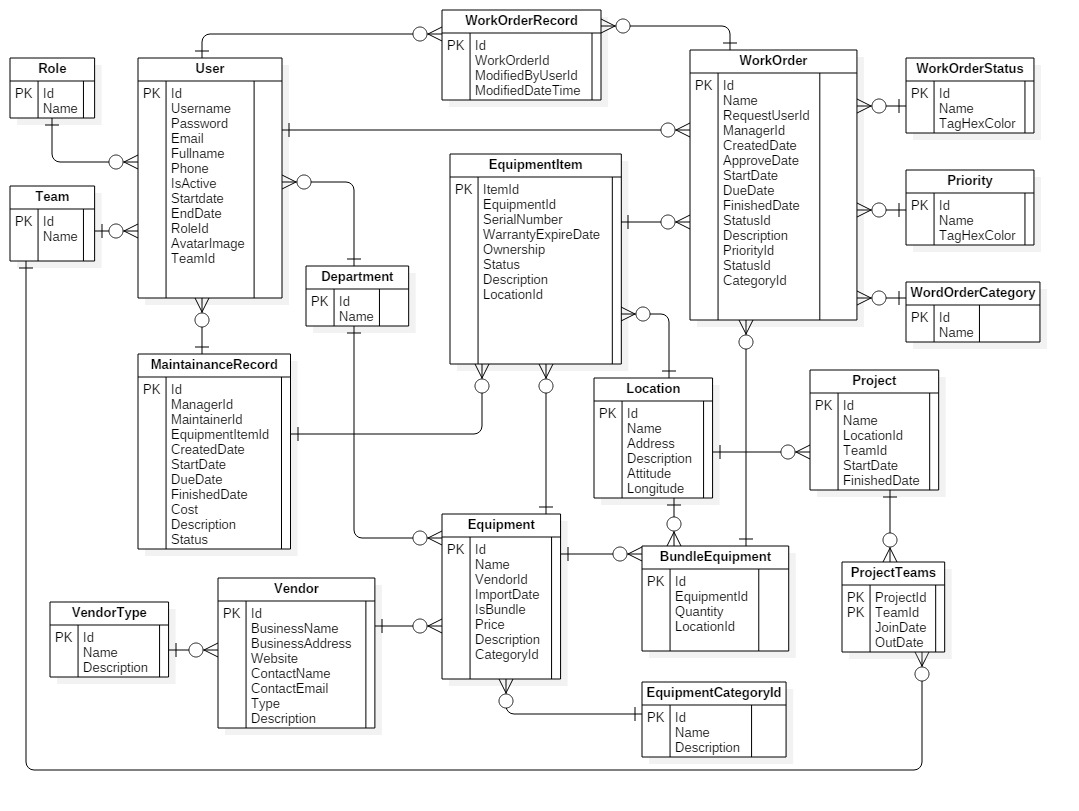 WorkOrderRecord
PK Id
WorkOrderId
ModifiedByUserId
ModifiedDateTime
Role
PK Id
Name
User
PK Id
Username
Password
Email
Fullname
Phone
IsActive
Startdate
EndDate
RoleId
AvatarImage
TeamId
WorkOrder
PK Id
Name
RequestUserId
ManagerId
CreatedDate
ApproveDate
StartDate
DueDate
FinishedDate
StatusId
Description
PriorityId
StatusId
CategoryId
WorkOrderStatus
PK Id
Name
TagHexColor
Team
PK Id
Name
EquipmentItem
PK ItemId
EquipmentId
SerialNumber
WarrantyExpireDate
Ownership
Status
Description
LocationId
Priority
PK Id
Name
TagHexColor
Department
PK Id
Name
WordOrderCategory
PK Id
Name
MaintainanceRecord
PK Id
ManagerId
MaintainerId
EquipmentItemId
CreatedDate
StartDate
DueDate
FinishedDate
Cost
Description
Status
Location
PK Id
Name
Address
Description
Attitude
Longitude
Project
PK Id
Name
LocationId
TeamId
StartDate
FinishedDate
Equipment
PK Id
Name
VendorId
ImportDate
IsBundle
Price
Description
CategoryId
BundleEquipment
PK Id
EquipmentId
Quantity
LocationId
ProjectTeams
PK ProjectId
PK TeamId
JoinDate
OutDate
VendorType
PK Id
Name
Description
Vendor
PK Id
BusinessName
BusinessAddress
Website
ContactName
ContactEmail
Type
Description
EquipmentCategoryId
PK Id
Name
Description